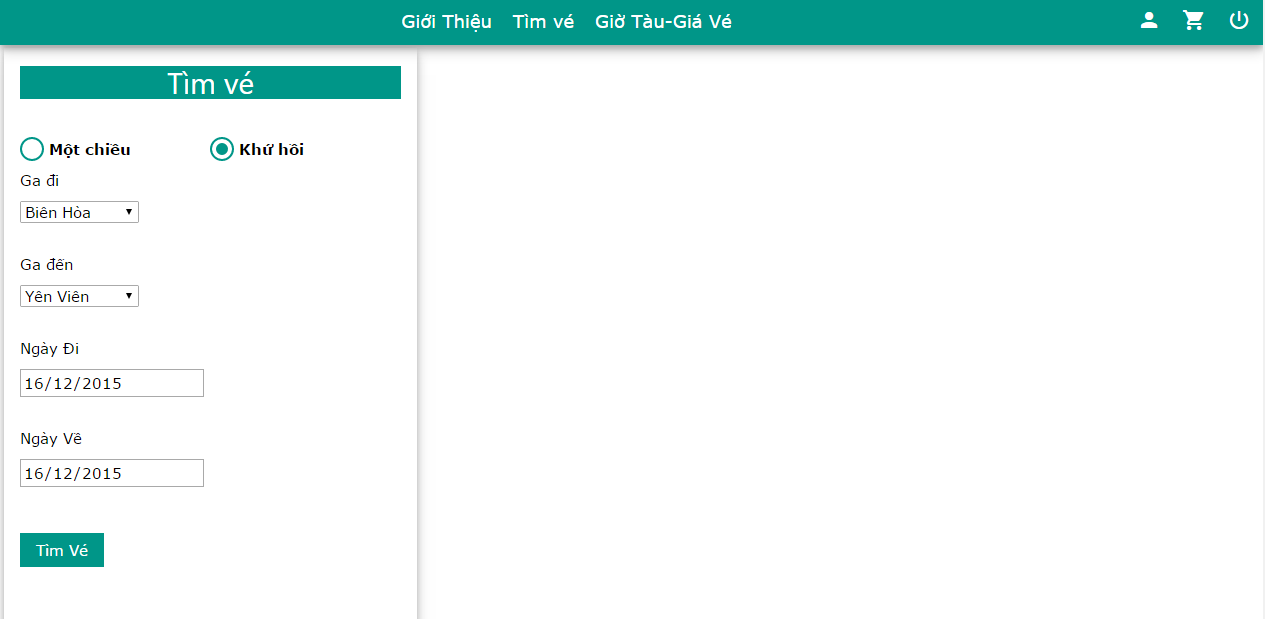 Giới Thiệu Tìm vé Giờ Tàu-Giá Vé
Tìm vé
Một chiều Khứ hồi
Ga đi
Biên Hòa
Ga đến
Yên Viên
Ngày Đi
16/12/2015
Ngày Về
16/12/2015
Tìm Vé